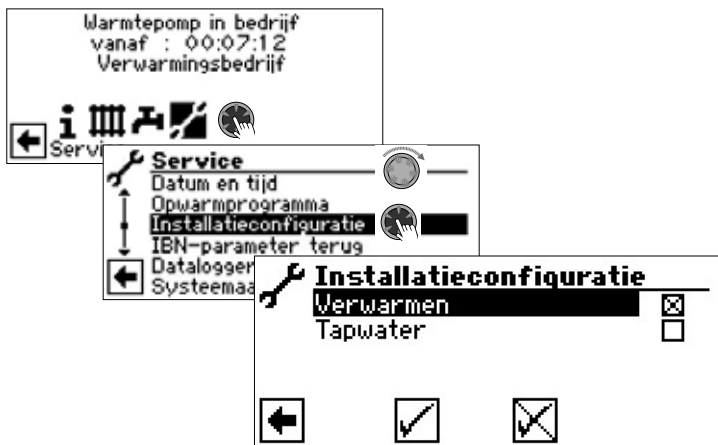 Warmtepomp in bedrijf
vanaf : 00:07:12
Verwarmingsbedrijf
Service
Datum en tijd
Opwarmprogramma
Installatieconfiguratie
IBN-parameter terug
Datalogger
Installatieconfiguratie
Verwarmen
Tapwater